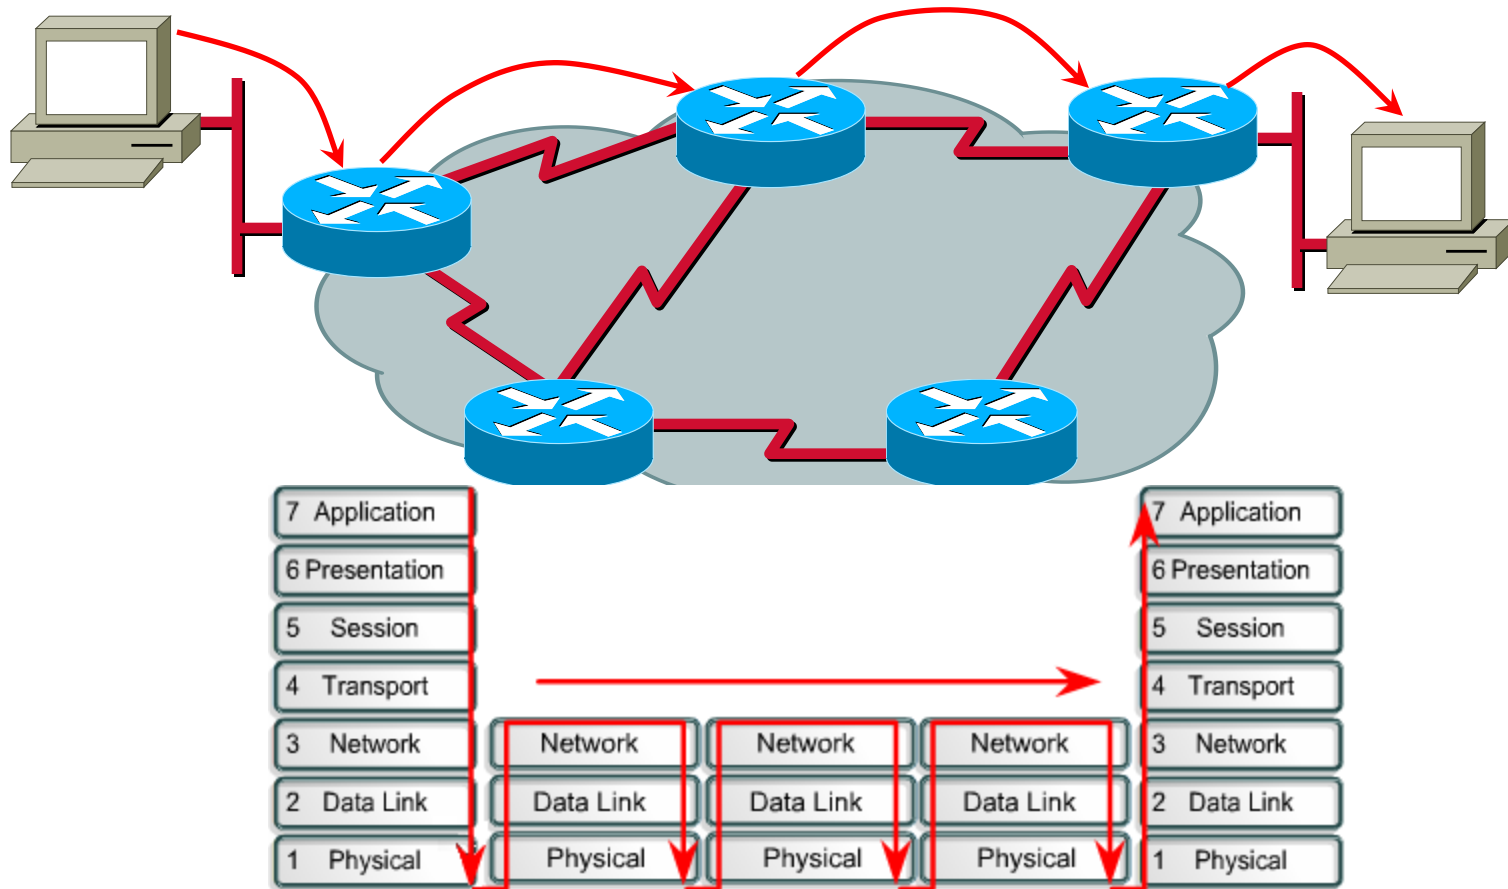 7 Application
7 Application
6 Presentation
6 Presentation
5 Session
5 Session
4 Transport
4 Transport
3 Network
Network
Network
Network
3 Network
2 Data Link
Data Link
Data Link
Data Link
2 Data Link
1 Physical
Physical
Physical
Physical
1 Physical